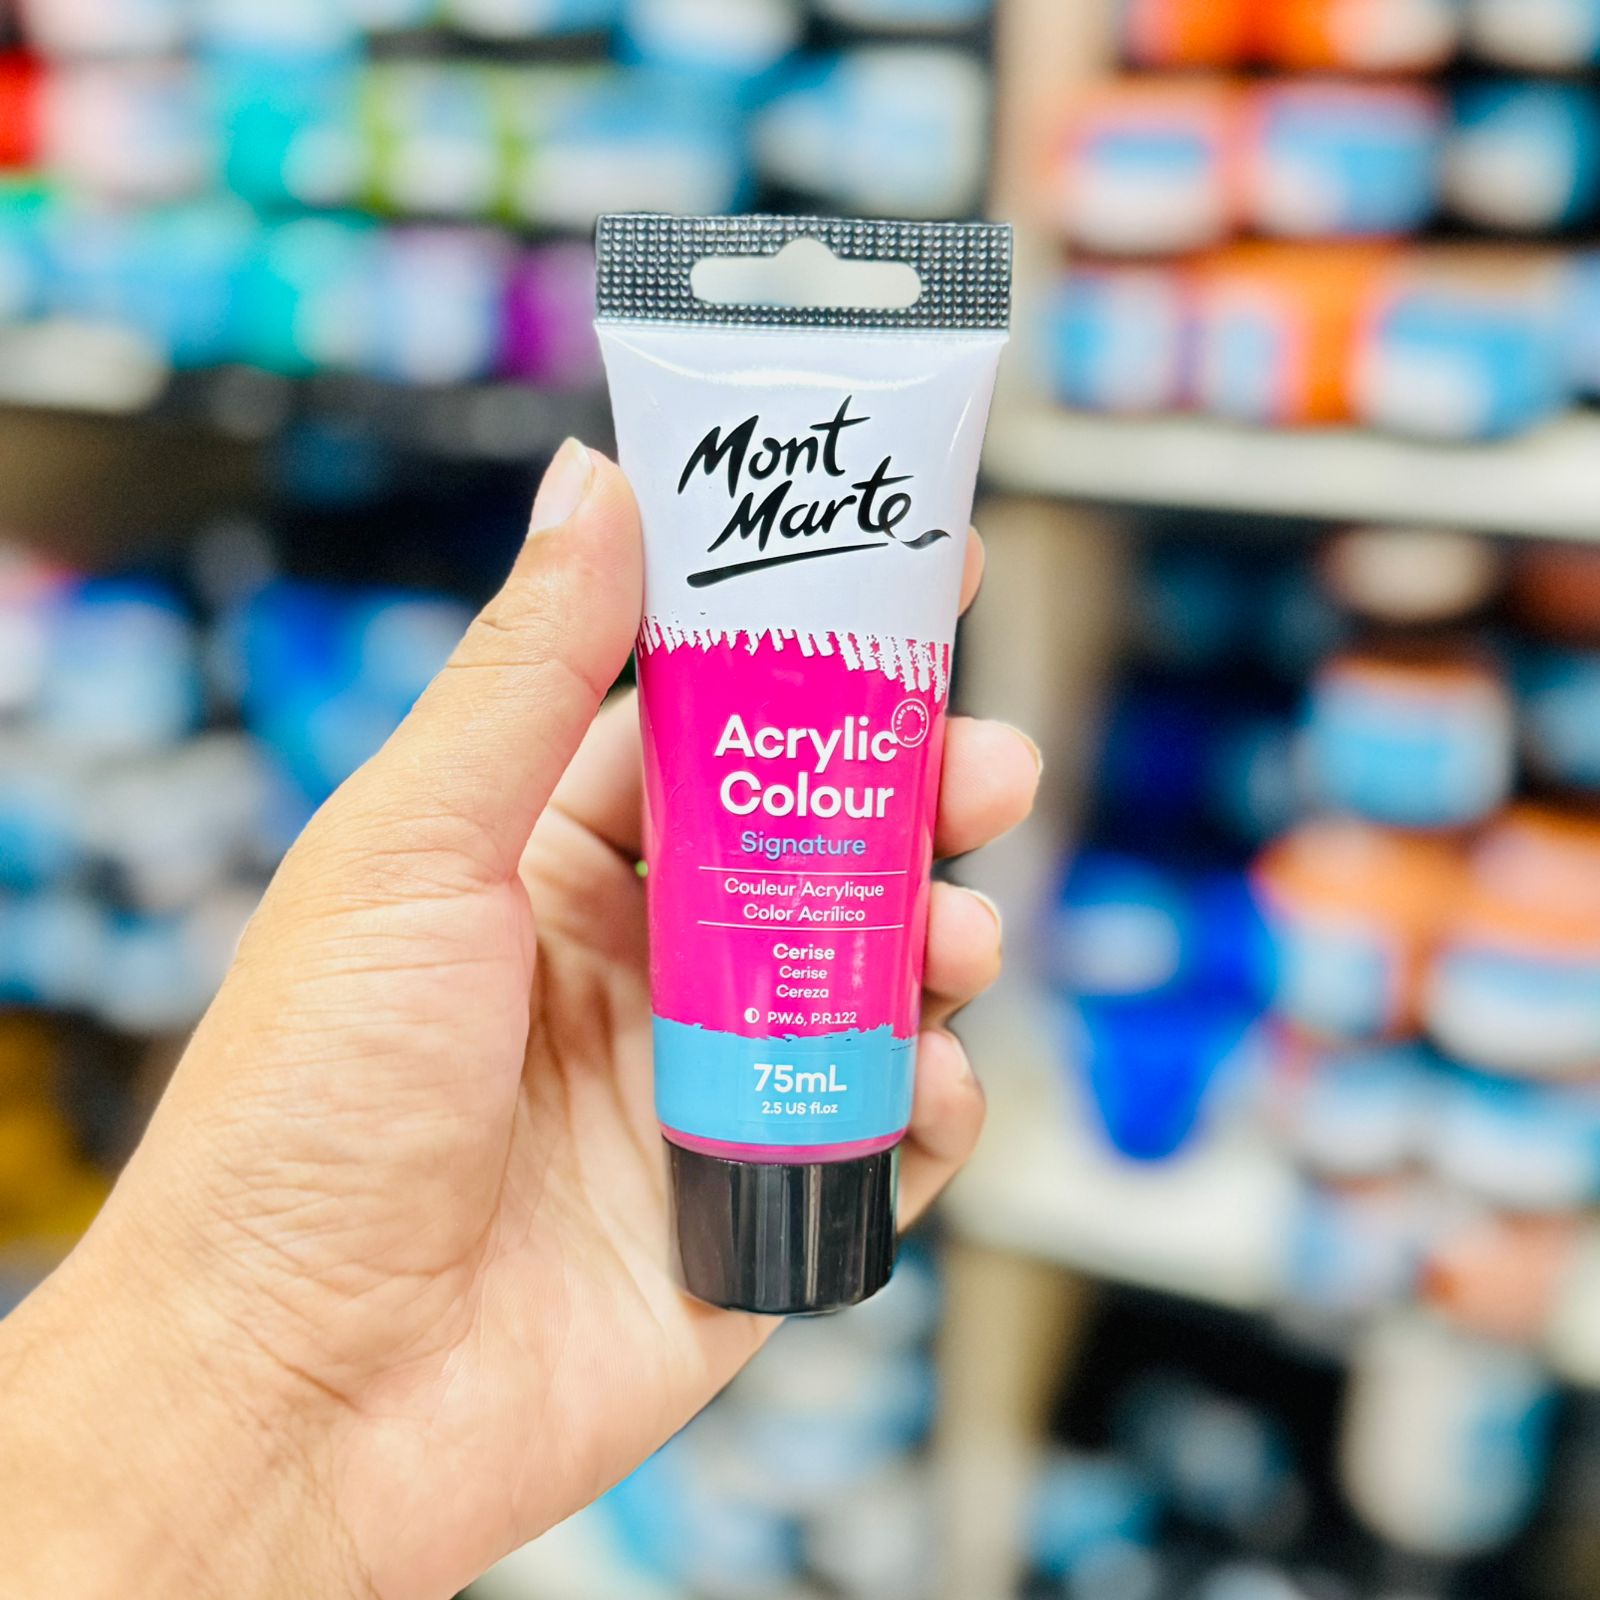 Mont
Marte
Acrylic
Colour
Signature
Couleur Acrylique
Color Acrílico
Cerise
Cerise
Cereza
P.W.6, P.R.122
75mL
2.5 US fl.oz